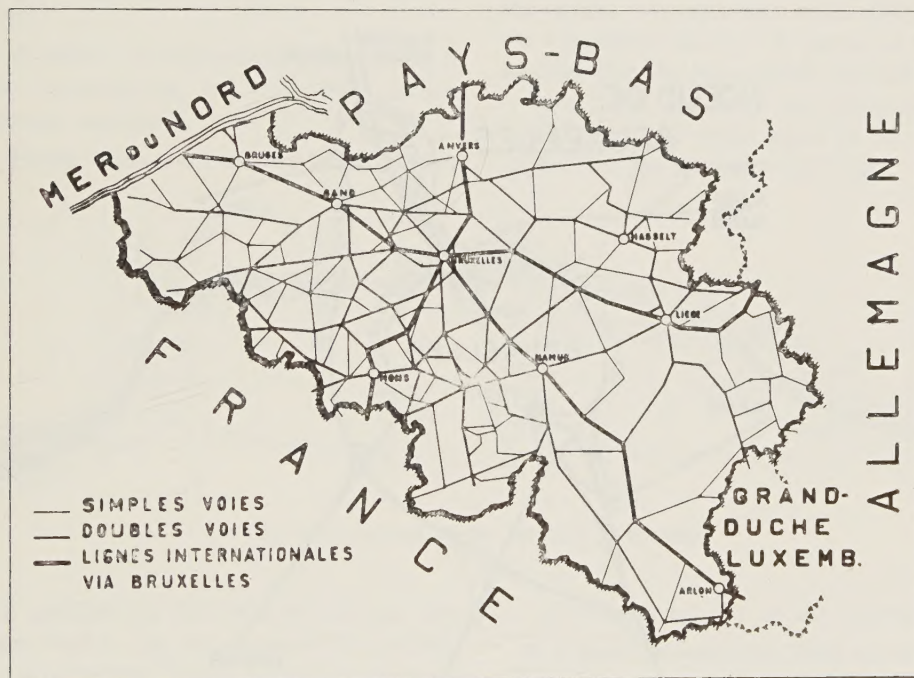 PAYS-BAS
MER DU NORD
ALLEMAGNE
BRUGES
ANVERS
GAND
HASSELT
BRUXELLES
LIEGE
NAMUR
MONS
FRANCE
SIMPLES VOIES
DOUBLES VOIES
LIGNES INTERNATIONALES
VIA BRUXELLES
GRAND-
DUCHE
LUXEMB.
ARLON